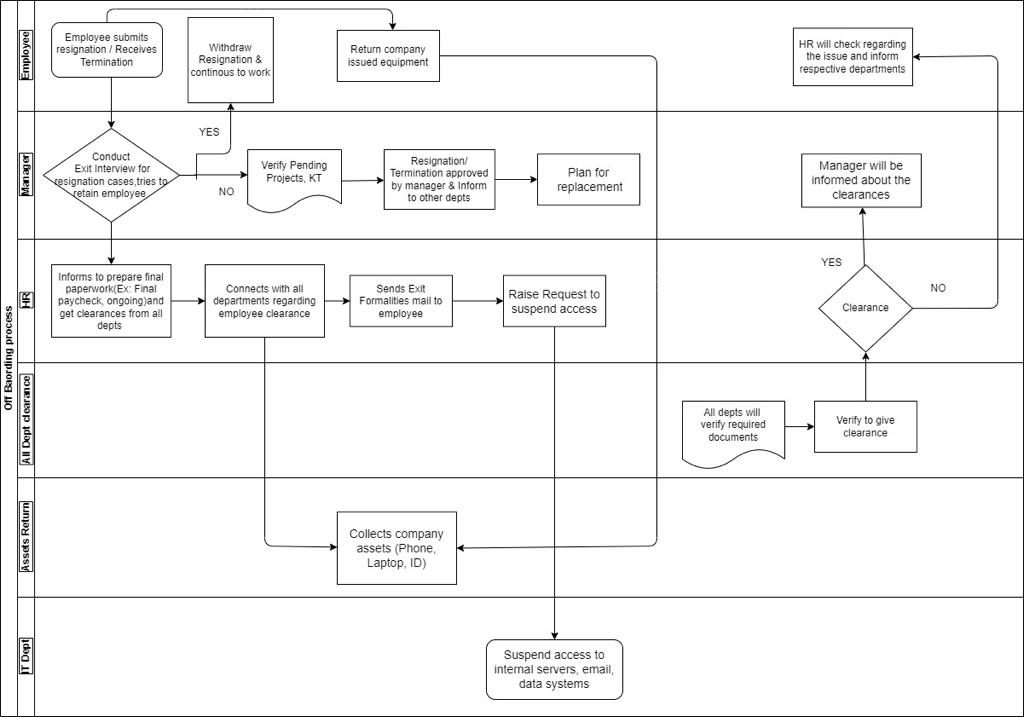 Off Baording process
Employee
Employee submits
resignation / Receives
Termination
Withdraw
Resignation &
continous to work
Return company
issued equipment
HR will check regarding
the issue and inform
respective departments
Manager
Conduct
Exit Interview for
resignation cases,tries to
retain employee
YES
NO
Verify Pending
Projects, KT
Resignation/
Termination approved
by manager & Inform
to other depts
Plan for
replacement
Manager will be
informed about the
clearances
HR
Informs to prepare final
paperwork(Ex: Final
paycheck, ongoing)and
get clearances from all
depts
Connects with all
departments regarding
employee clearance
Sends Exit
Formalities mail to
employee
Raise Request to
suspend access
YES
NO
Clearance
All Dept clearance
All depts will
verify required
documents
Verify to give
clearance
Assets Return
Collects company
assets (Phone,
Laptop, ID)
IT Dept
Suspend access to
internal servers, email,
data systems